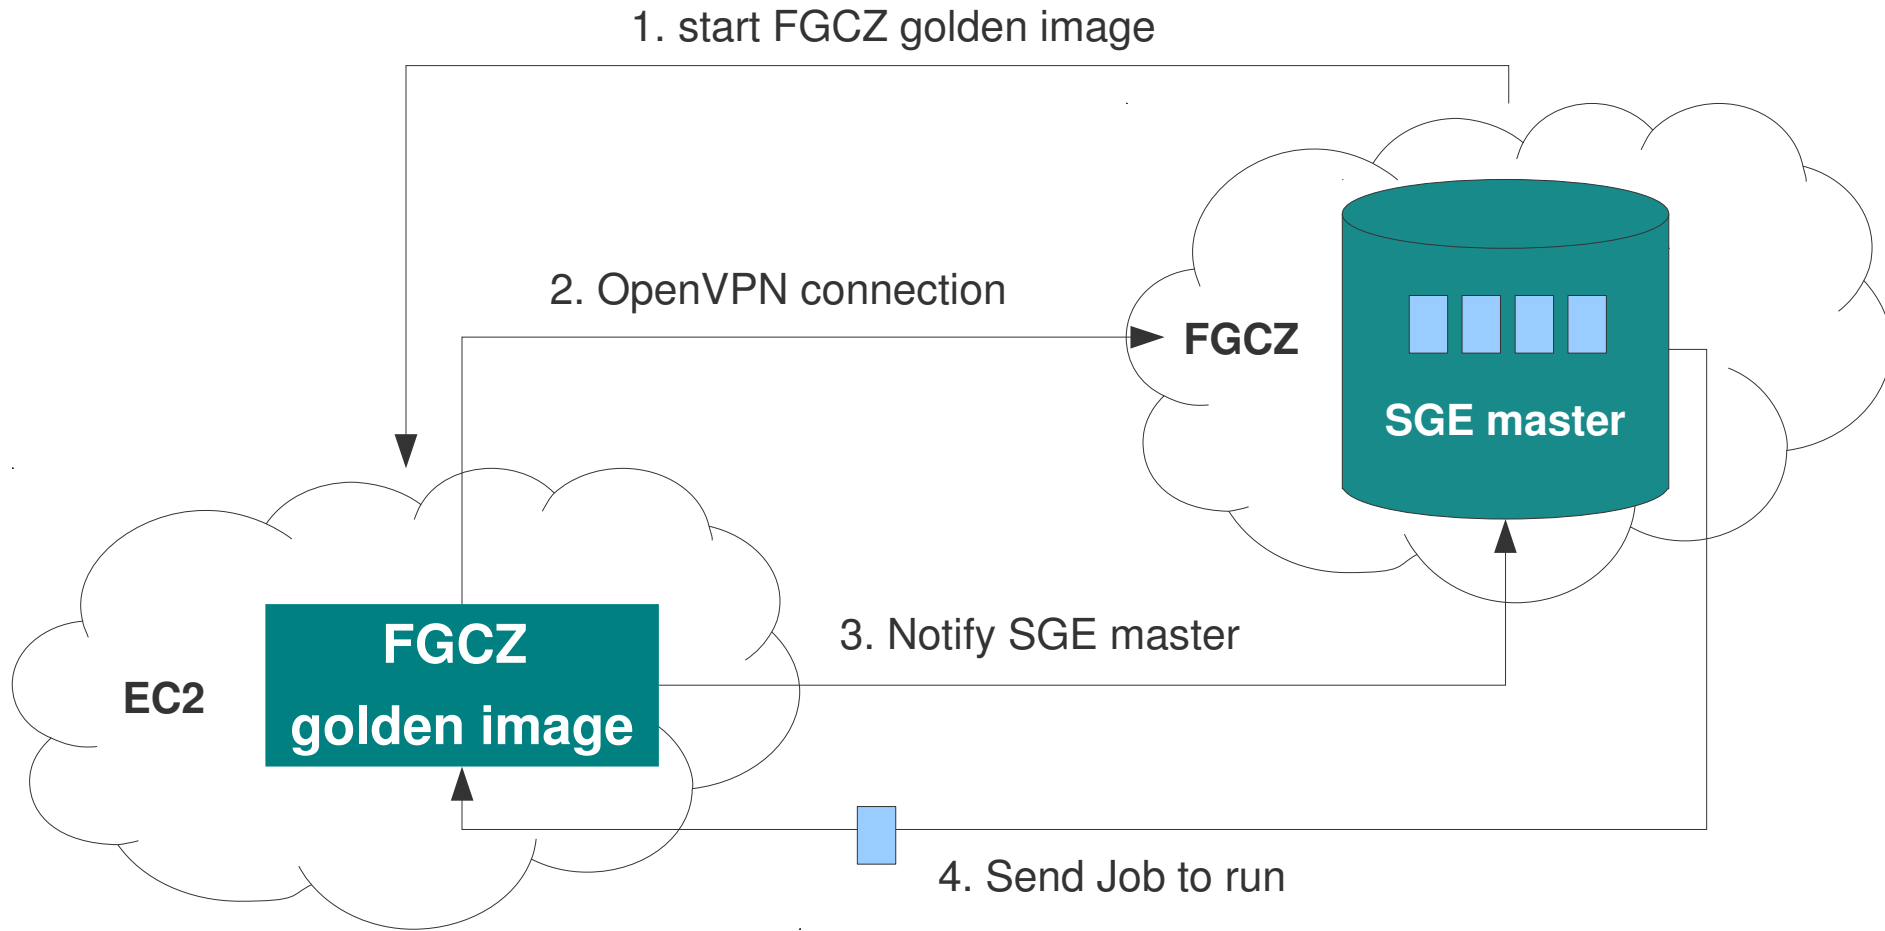 1. start FGCZ golden image
2. OpenVPN connection
FGCZ
SGE master
3. Notify SGE master
FGCZ
golden image
EC2
4. Send Job to run